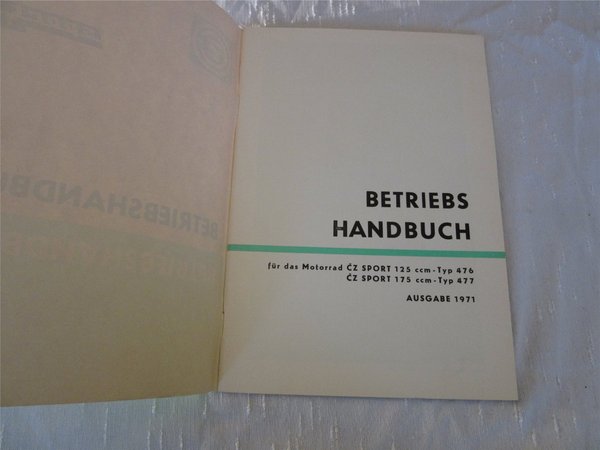 BETRIEBSHANDBU
BETRIEBS
HANDBUCH
für das Motorrad ČZ SPORT 125 ccm-Typ 476
ČZ SPORT 175 ccm-Typ 477
AUSGABE 1971